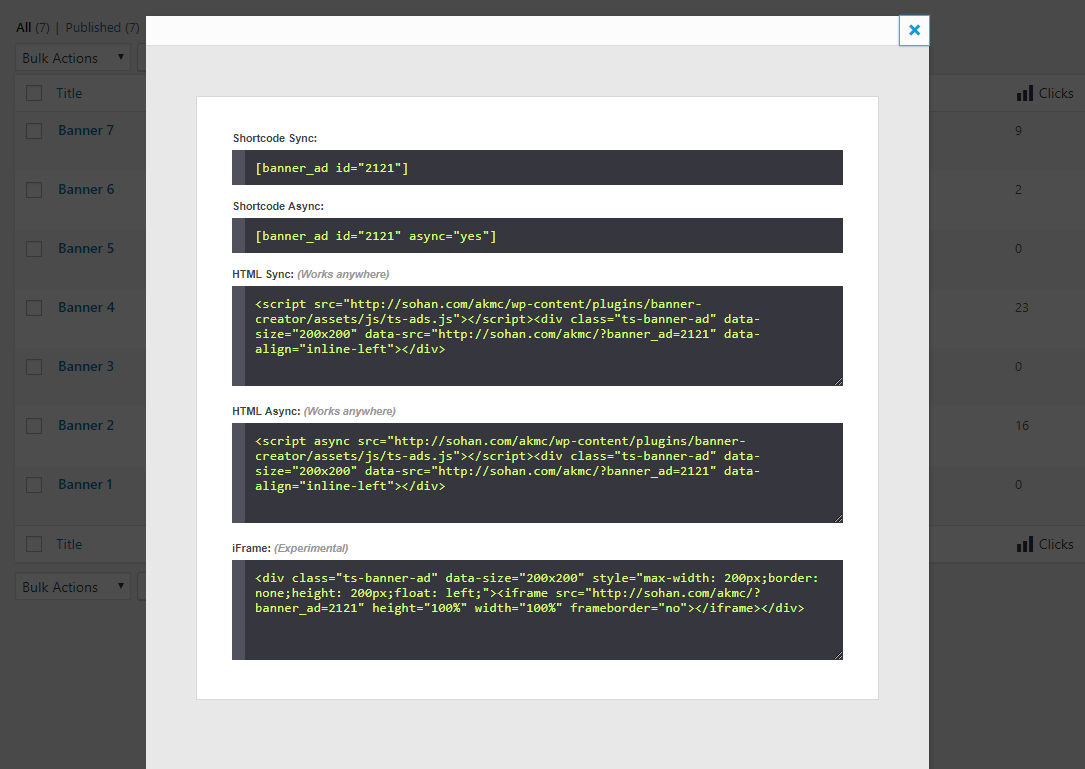 All (7) | Published (7)
Bulk Actions
Title
Clicks
Banner 7
9
Banner 6
2
Banner 5
0
Banner 4
23
Banner 3
0
Banner 2
16
Banner 1
0
Title
Clicks
Bulk Actions
Shortcode Sync:
[banner_ad id="2121"]
Shortcode Async:
[banner_ad id="2121" async="yes"]
HTML Sync: (Works anywhere)
<script src="http://sohan.com/akmc/wp-content/plugins/banner-
creator/assets/js/ts-ads.js"></script><div class="ts-banner-ad" data-
size="200x200" data-src="http://sohan.com/akmc/?banner_ad=2121" data-
align="inline-left"></div>
HTML Async: (Works anywhere)
<script async src="http://sohan.com/akmc/wp-content/plugins/banner-
creator/assets/js/ts-ads.js"></script><div class="ts-banner-ad" data-
size="200x200" data-src="http://sohan.com/akmc/?banner_ad=2121" data-
align="inline-left"></div>
iFrame: (Experimental)
<div class="ts-banner-ad" data-size="200x200" style="max-width: 200px;border:
none;height: 200px;float: left;"><iframe src="http://sohan.com/akmc/?
banner_ad=2121" height="100%" width="100%" frameborder="no"></iframe></div>